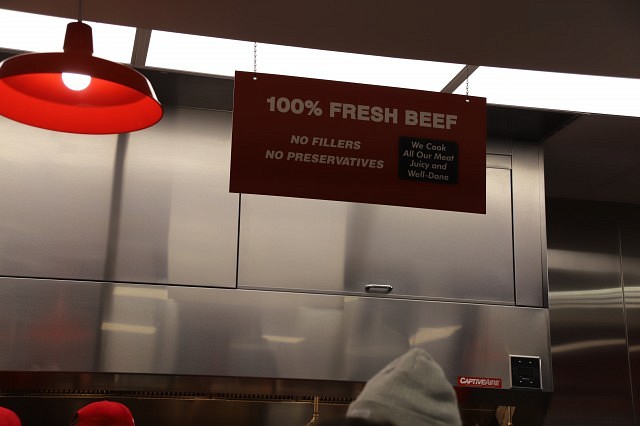 100% FRESH BEEF
NO FILLERS
NO PRESERVATIVES
We Cook
All Our Meat
Juicy and
Well-Done
CAPTIVEAIRE